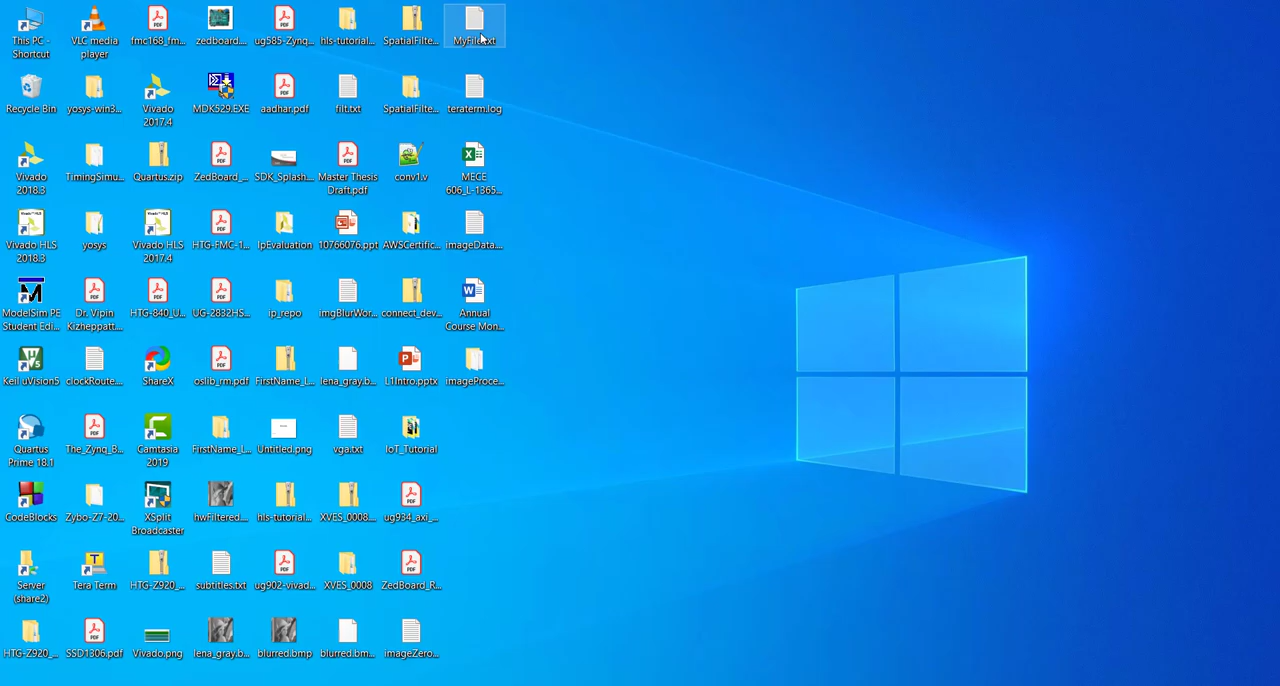 This PC -
Shortcut
VLC media
player
fmc168_fm...
zedboard....
ug585-Zynq...
hls-tutorial...
SpatialFilte...
MyFile.txt
Recycle Bin
yosys-win3...
Vivado
2017.4
MDK529.EXE
aadhar.pdf
filt.txt
SpatialFilte...
teraterm.log
Vivado
2018.3
TimingSimu...
Quartus.zip
ZedBoard_...
SDK_Splash...
Master Thesis
Draft.pdf
conv1.v
MECE
606_L-1365...
Vivado HLS
2018.3
yosys
Vivado HLS
2017.4
HTG-FMC-1...
IpEvaluation
10766076.ppt
AWSCertific...
imageData....
ModelSim PE
Student Edi...
Dr. Vipin
Kizheppatt...
HTG-840_U...
UG-2832HS...
ip_repo
imgBlurWor...
connect_dev...
Annual
Course Mon...
Keil uVision5
clockRoute....
ShareX
oslib_rm.pdf
FirstName_L...
lena_gray.b...
L1Intro.pptx
imageProce...
Quartus
Prime 18.1
The_Zynq_B...
Camtasia
2019
FirstName_L...
Untitled.png
vga.txt
IoT_Tutorial
CodeBlocks
Zybo-Z7-20...
XSplit
Broadcaster
hwFiltered....
hls-tutorial...
XVES_0008....
ug934_axi_...
Server
(share2)
Tera Term
HTG-Z920_...
subtitles.txt
ug902-vivad...
XVES_0008
ZedBoard_R...
HTG-Z920_...
SSD1306.pdf
Vivado.png
lena_gray.b...
blurred.bmp
blurred.bm...
imageZero...